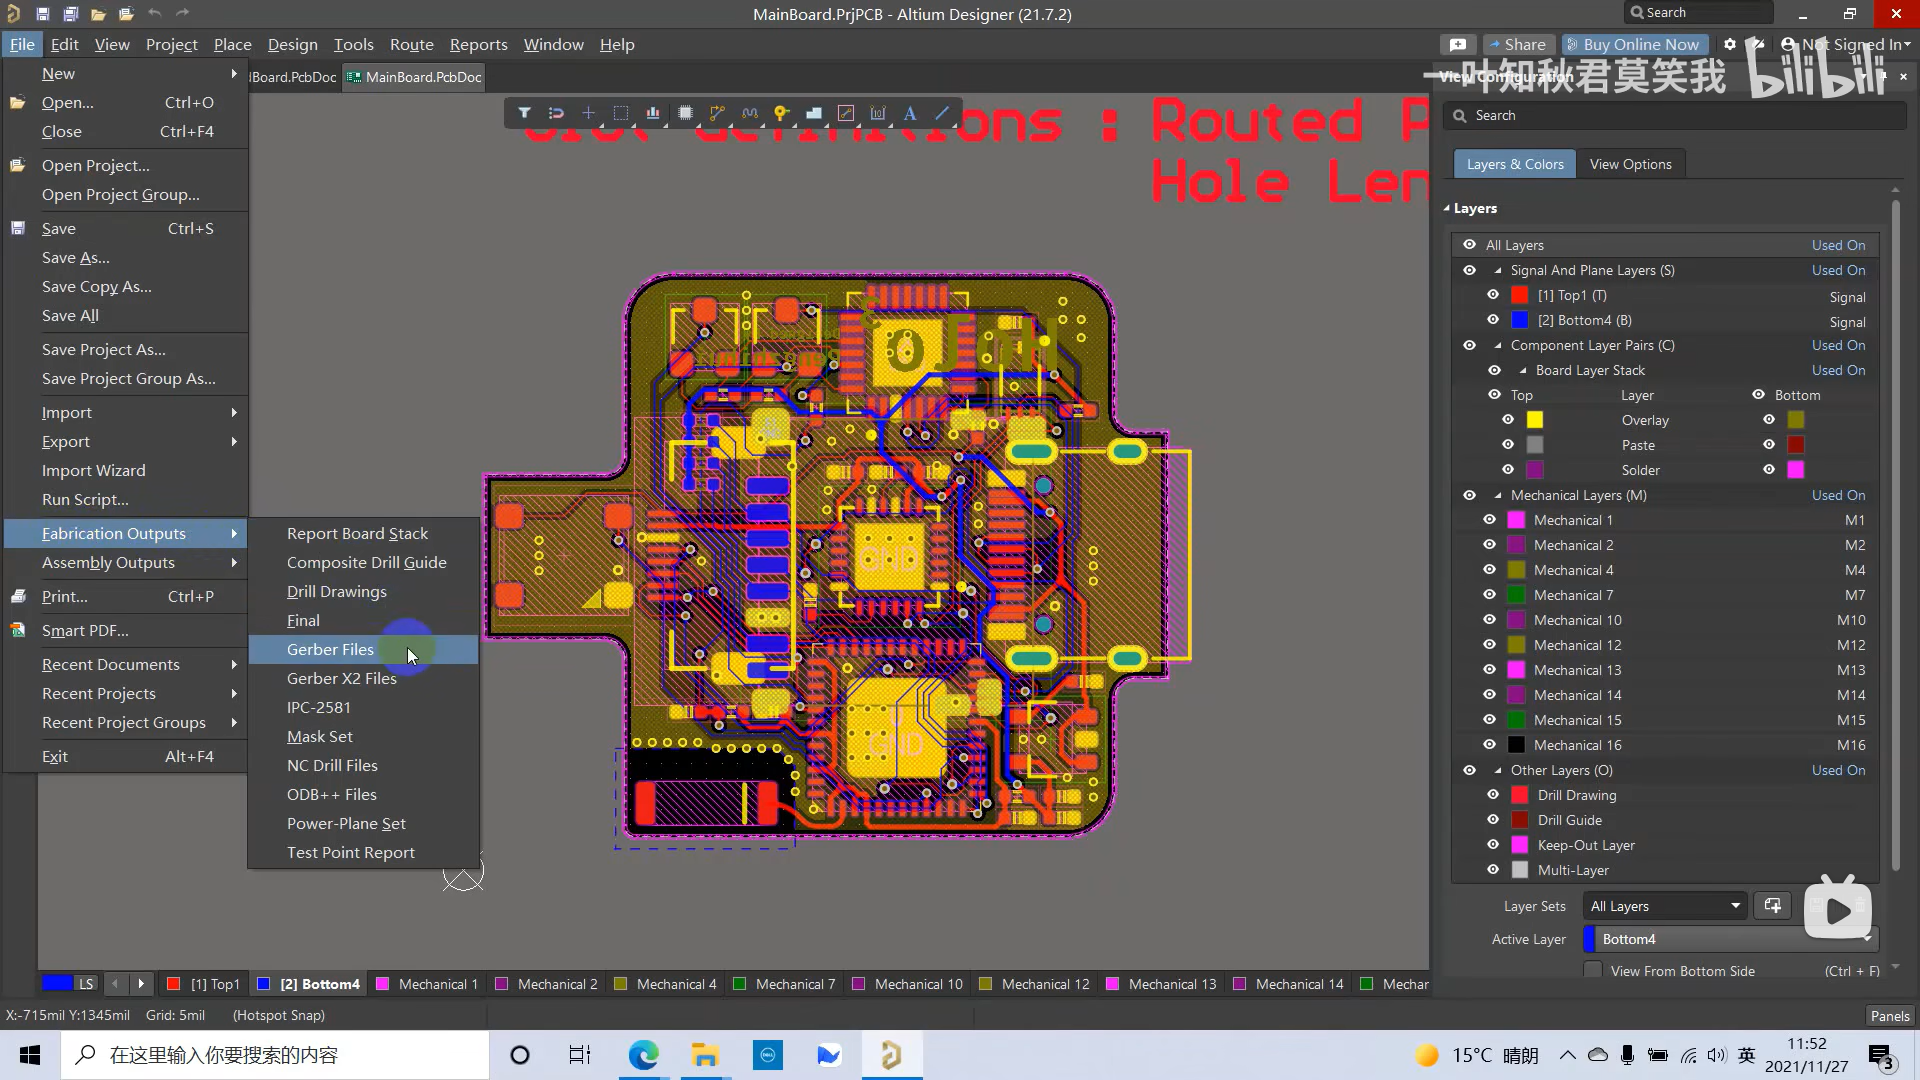 MainBoard.PrjPCB - Altium Designer (21.7.2)
Search
File Edit View Project Place Design Tools Route Reports Window Help
Share
Buy Online Now
Not Signed In
一叶知秋君莫笑我
bilibili
Board.PcbDoc
MainBoard.PcbDoc
New
Open... Ctrl+O
Close Ctrl+F4
Open Project...
Open Project Group...
Save Ctrl+S
Save As...
Save Copy As...
Save All
Save Project As...
Save Project Group As...
Import
Export
Import Wizard
Run Script...
Fabrication Outputs
Assembly Outputs
Print... Ctrl+P
Smart PDF...
Recent Documents
Recent Projects
Recent Project Groups
Exit Alt+F4
Report Board Stack
Composite Drill Guide
Drill Drawings
Final
Gerber Files
Gerber X2 Files
IPC-2581
Mask Set
NC Drill Files
ODB++ Files
Power-Plane Set
Test Point Report
: Routed P
Hole Len
GND
GND
View Configuration
Search
Layers & Colors
View Options
Layers
All Layers Used On
Signal And Plane Layers (S) Used On
[1] Top1 (T) Signal
[2] Bottom4 (B) Signal
Component Layer Pairs (C) Used On
Board Layer Stack Used On
Top Layer Bottom
Overlay
Paste
Solder
Mechanical Layers (M) Used On
Mechanical 1 M1
Mechanical 2 M2
Mechanical 4 M4
Mechanical 7 M7
Mechanical 10 M10
Mechanical 12 M12
Mechanical 13 M13
Mechanical 14 M14
Mechanical 15 M15
Mechanical 16 M16
Other Layers (O) Used On
Drill Drawing
Drill Guide
Keep-Out Layer
Multi-Layer
Layer Sets All Layers
Active Layer Bottom4
View From Bottom Side (Ctrl + F)
LS [1] Top1 [2] Bottom4 Mechanical 1 Mechanical 2 Mechanical 4 Mechanical 7 Mechanical 10 Mechanical 12 Mechanical 13 Mechanical 14 Mechar
X:-715mil Y:1345mil Grid: 5mil (Hotspot Snap)
Panels
在这里输入你要搜索的内容
15°C 晴朗
英
11:52
2021/11/27
3